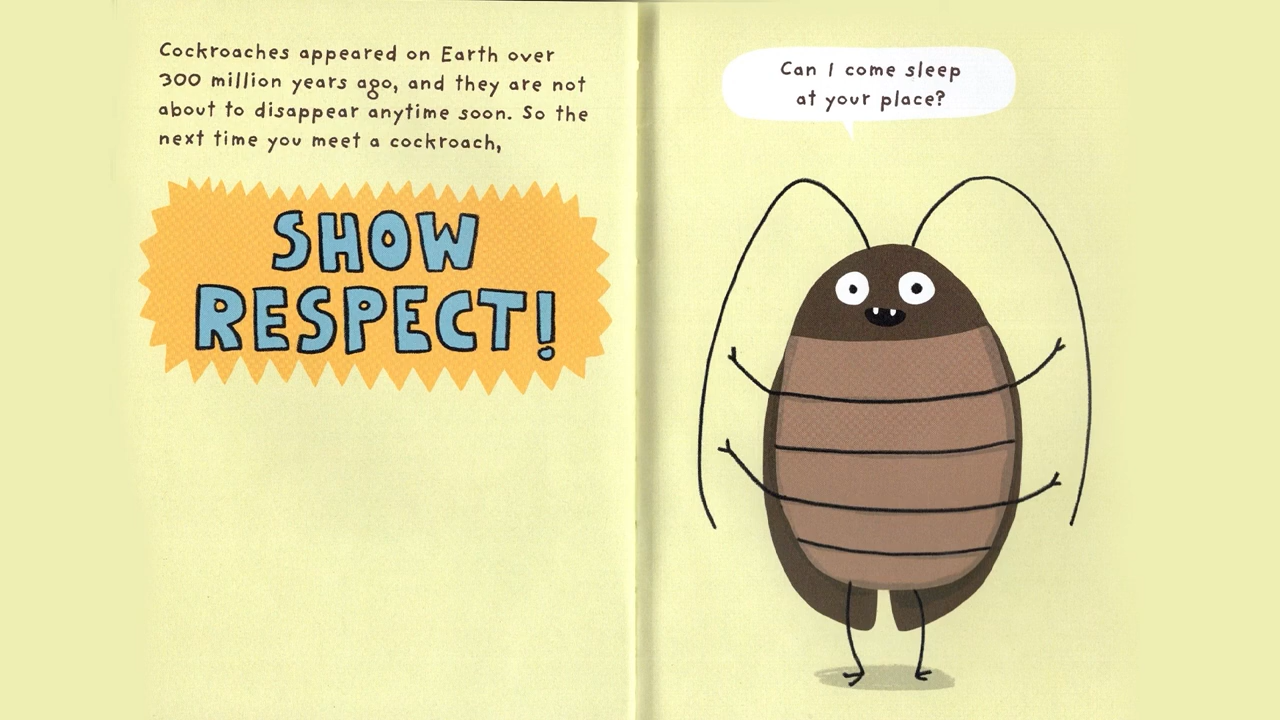 Cockroaches appeared on Earth over
300 million years ago, and they are not
about to disappear anytime soon. So the
next time you meet a cockroach,
SHOW
RESPECT!
Can I come sleep
at your place?